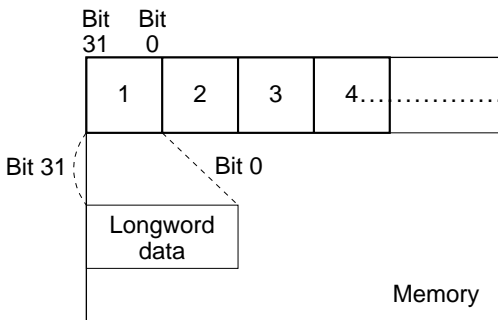 Bit Bit
31 0
1 2 3 4................
Bit 31 Bit 0
Longword
data
Memory